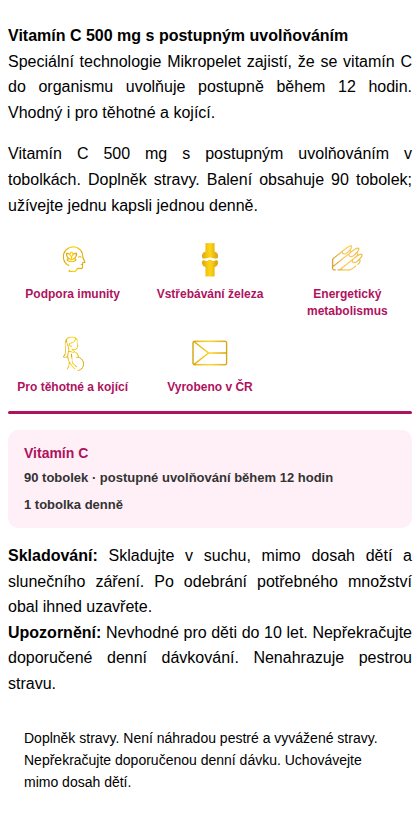 Vitamín C 500 mg s postupným uvolňováním
Speciální technologie Mikropelet zajistí, že se vitamín C
do organismu uvolňuje postupně během 12 hodin.
Vhodný i pro těhotné a kojící.
Vitamín C 500 mg s postupným uvolňováním v
tobolkách. Doplněk stravy. Balení obsahuje 90 tobolek;
užívejte jednu kapsli jednou denně.
Podpora imunity
Vstřebávání železa
Energetický
metabolismus
Pro těhotné a kojící
Vyrobeno v ČR
Vitamín C
90 tobolek · postupné uvolňování během 12 hodin
1 tobolka denně
Skladování: Skladujte v suchu, mimo dosah dětí a
slunečního záření. Po odebrání potřebného množství
obal ihned uzavřete.
Upozornění: Nevhodné pro děti do 10 let. Nepřekračujte
doporučené denní dávkování. Nenahrazuje pestrou
stravu.
Doplněk stravy. Není náhradou pestré a vyvážené stravy.
Nepřekračujte doporučenou denní dávku. Uchovávejte
mimo dosah dětí.